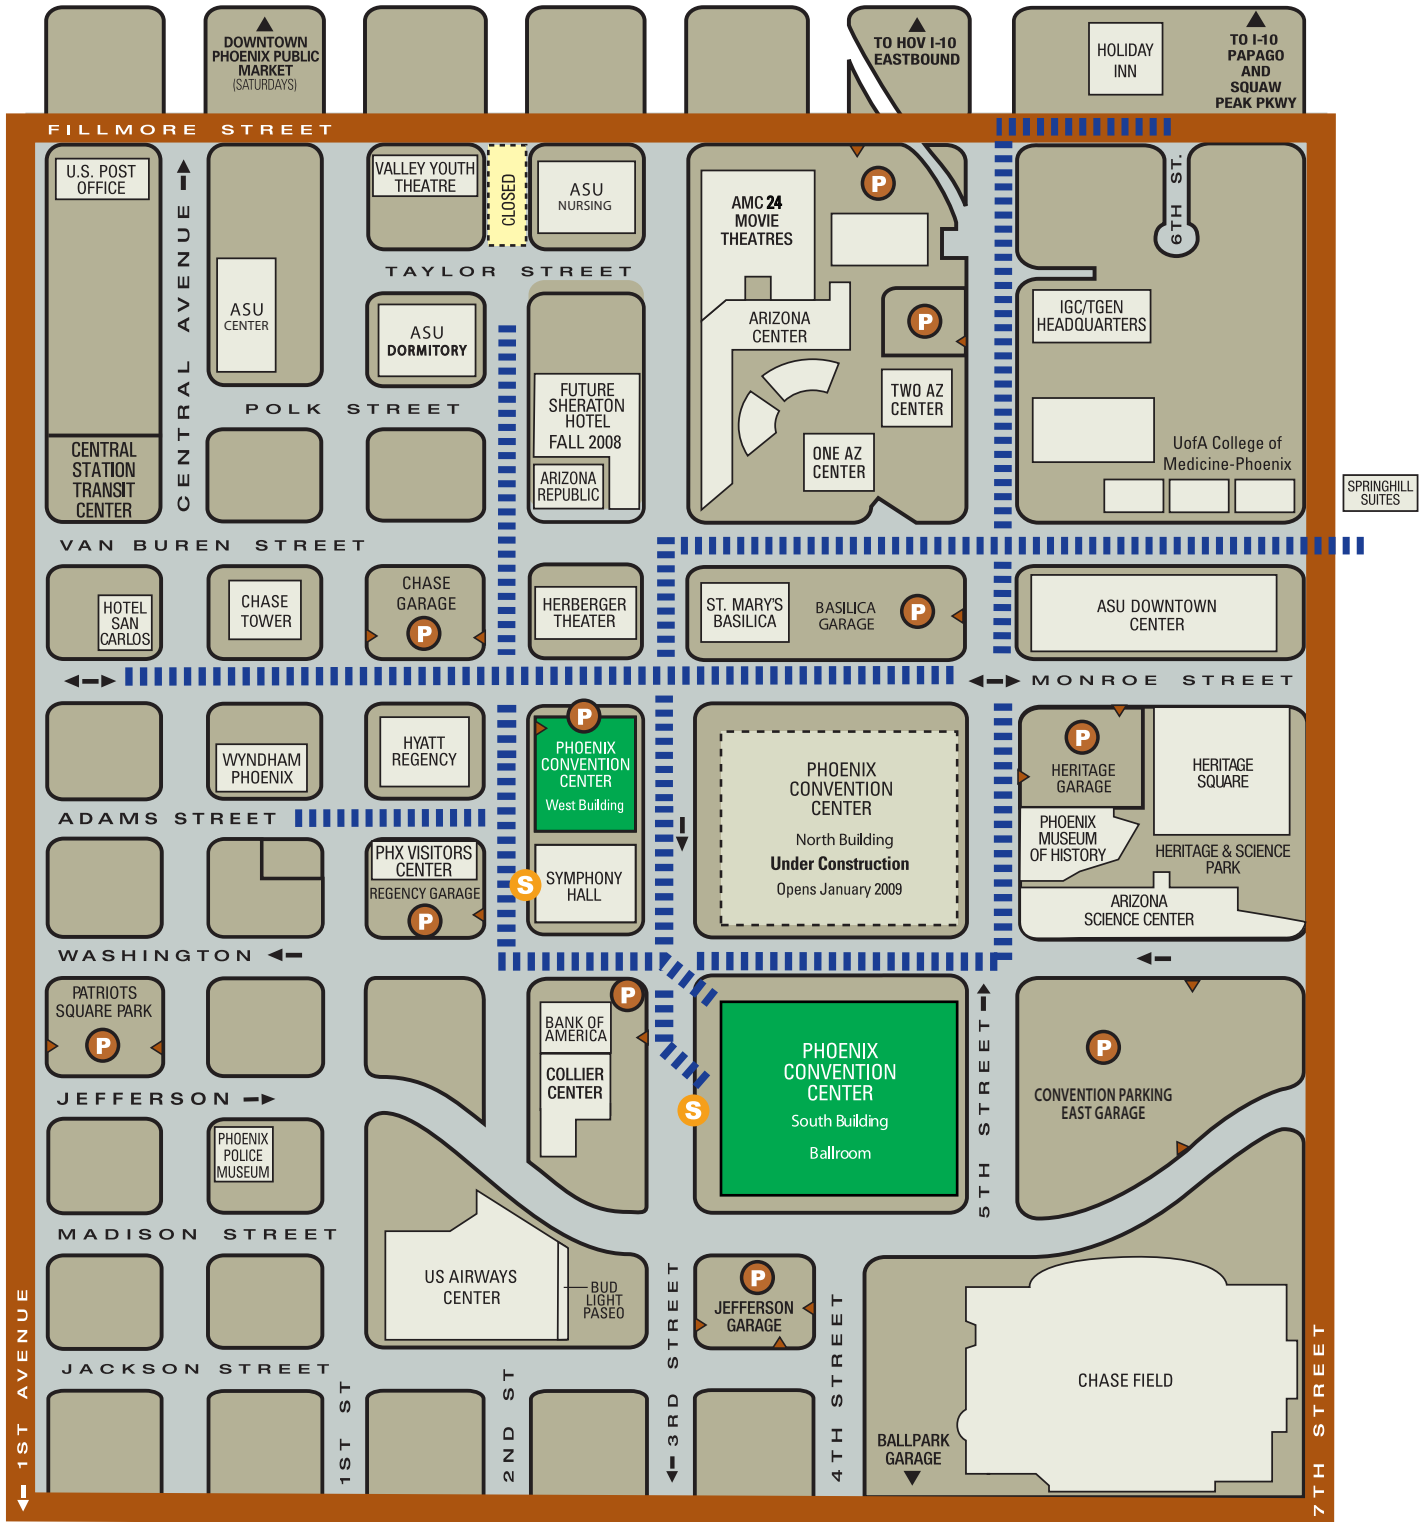 DOWNTOWN
PHOENIX PUBLIC
MARKET
(SATURDAYS)
TO HOV I-10
EASTBOUND
HOLIDAY
INN
TO I-10
PAPAGO
AND
SQUAW
PEAK PKWY
FILLMORE STREET
U.S. POST
OFFICE
CENTRAL AVENUE
VALLEY YOUTH
THEATRE
CLOSED
ASU
NURSING
AMC 24
MOVIE
THEATRES
P
6TH ST.
TAYLOR STREET
ASU
CENTER
ASU
DORMITORY
ARIZONA
CENTER
P
IGC/TGEN
HEADQUARTERS
FUTURE
SHERATON
HOTEL
FALL 2008
TWO AZ
CENTER
POLK STREET
CENTRAL
STATION
TRANSIT
CENTER
ARIZONA
REPUBLIC
ONE AZ
CENTER
UofA College of
Medicine-Phoenix
SPRINGHILL
SUITES
VAN BUREN STREET
HOTEL
SAN
CARLOS
CHASE
TOWER
CHASE
GARAGE
P
HERBERGER
THEATER
ST. MARY'S
BASILICA
BASILICA
GARAGE
P
ASU DOWNTOWN
CENTER
MONROE STREET
WYNDHAM
PHOENIX
HYATT
REGENCY
P
PHOENIX
CONVENTION
CENTER
West Building
PHOENIX
CONVENTION
CENTER
North Building
Under Construction
Opens January 2009
P
HERITAGE
GARAGE
HERITAGE
SQUARE
ADAMS STREET
PHX VISITORS
CENTER
REGENCY GARAGE
P
S
SYMPHONY
HALL
PHOENIX
MUSEUM
OF HISTORY
HERITAGE & SCIENCE
PARK
ARIZONA
SCIENCE CENTER
WASHINGTON
PATRIOTS
SQUARE PARK
P
P
BANK OF
AMERICA
COLLIER
CENTER
S
PHOENIX
CONVENTION
CENTER
South Building
Ballroom
5TH STREET
P
CONVENTION PARKING
EAST GARAGE
JEFFERSON
PHOENIX
POLICE
MUSEUM
MADISON STREET
US AIRWAYS
CENTER
BUD
LIGHT
PASEO
P
JEFFERSON
GARAGE
CHASE FIELD
JACKSON STREET
1ST AVENUE
1ST ST
2ND ST
3RD STREET
4TH STREET
BALLPARK
GARAGE
7TH STREET